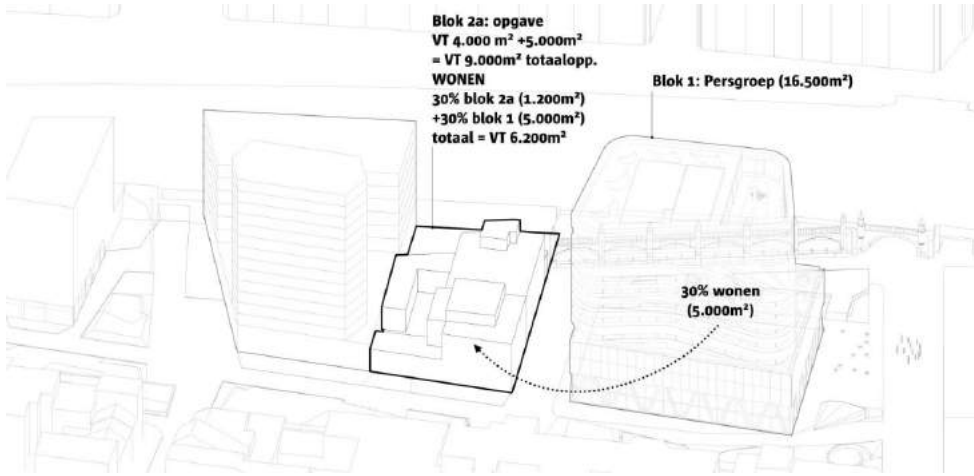 Blok 2a: opgave
VT 4.000 m² +5.000m²
= VT 9.000m² totaalopp.
WONEN
30% blok 2a (1.200m²)
+30% blok 1 (5.000m²)
totaal = VT 6.200m²
Blok 1: Persgroep (16.500m²)
30% wonen
(5.000m²)